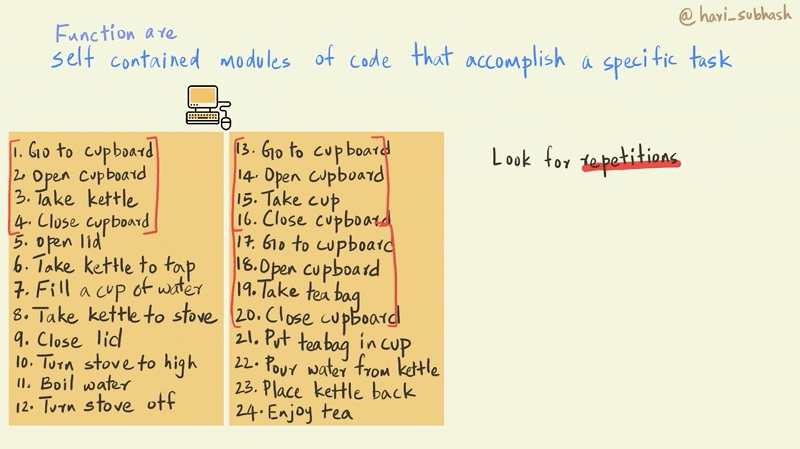 @havi_subhash
Function are
self contained modules of code that accomplish a specific task
1. Go to cupboard
2. Open cupboard
3. Take kettle
4. Close cupboard
5. Open lid
6. Take kettle to tap
7. Fill a cup of water
8. Take kettle to stove
9. Close lid
10. Turn stove to high
11. Boil water
12. Turn stove off
13. Go to cupboard
14. Open cupboard
15. Take cup
16. Close cupboard
17. Go to cupboard
18. Open cupboard
19. Take tea bag
20. Close cupboard
21. Put teabag in cup
22. Pour water from kettle
23. Place kettle back
24. Enjoy tea
Look for repetitions